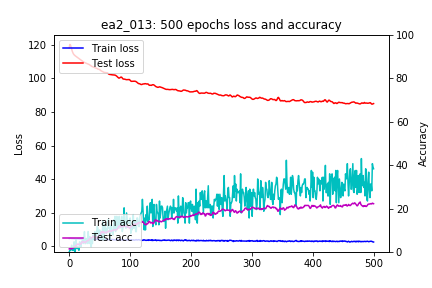 ea2_013: 500 epochs loss and accuracy
Train loss
Test loss
Train acc
Test acc
Loss
120
100
80
60
40
20
0
Accuracy
100
80
60
40
20
0
0
100
200
300
400
500